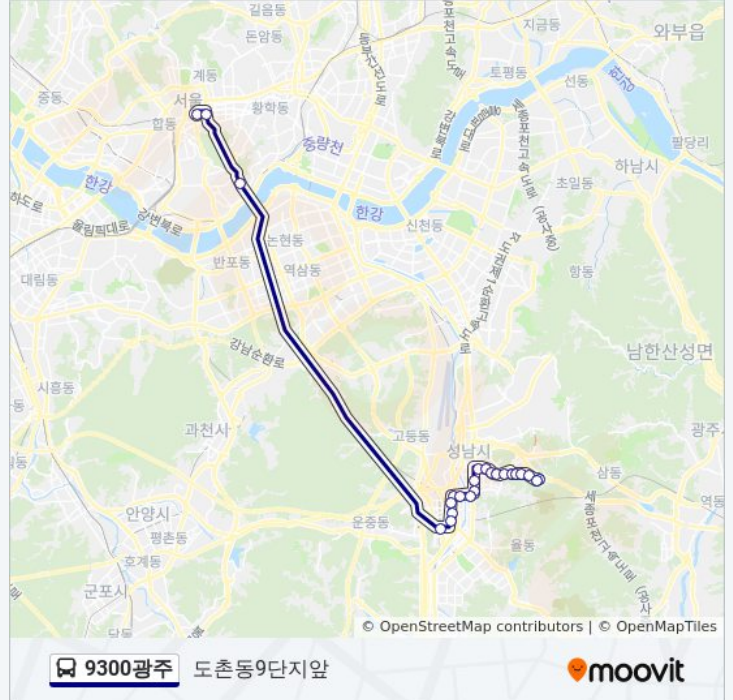 길음동
돈암동
지금동
와부읍
계동
토평동
선동
한강
중동
서울
황학동
합동
중랑천
팔당리
하남시
초일동
한강
한강
신천동
강변북로
올림픽대로
논현동
반포동
역삼동
대림동
항동
강남순환로
남한산성면
시흥동
과천시
고등동
성남시
광주
삼동
안양시
운중동
평촌동
율동
호계동
군포시
© OpenStreetMap contributors | © OpenMapTiles
9300광주 도촌동9단지앞
moovit